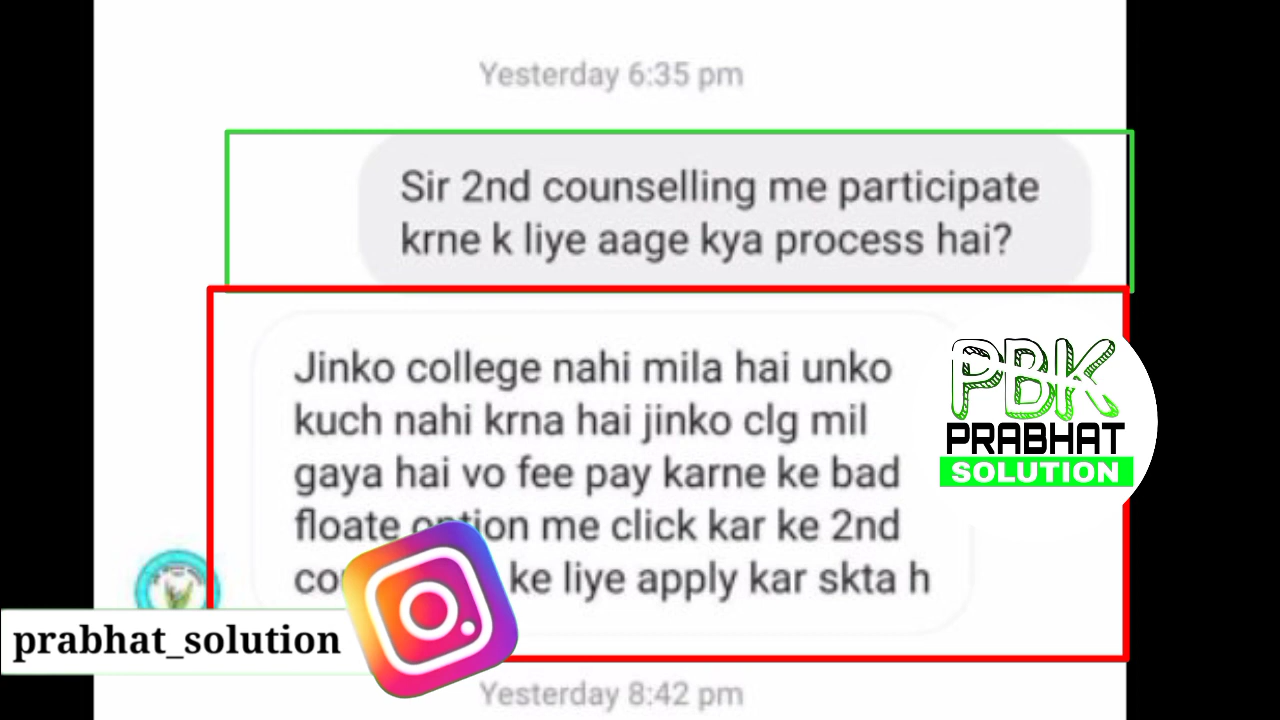 Yesterday 6:35 pm
Sir 2nd counselling me participate
krne k liye aage kya process hai?
Jinko college nahi mila hai unko
kuch nahi krna hai jinko clg mil
gaya hai vo fee pay karne ke bad
floate option me click kar ke 2nd
ke liye apply kar skta h
PBK
PRABHAT
SOLUTION
prabhat_solution
Yesterday 8:42 pm